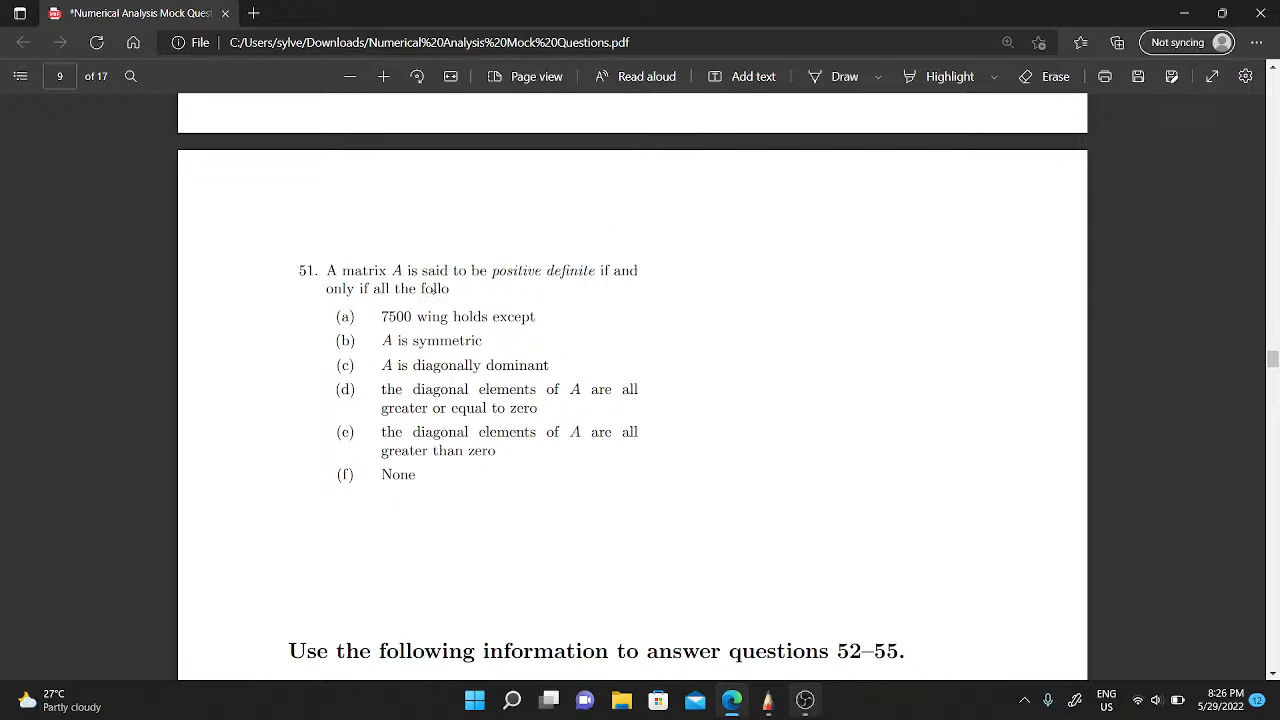 *Numerical Analysis Mock Quest
File C:/Users/sylve/Downloads/Numerical%20Analysis%20Mock%20Questions.pdf Not syncing
9 of 17 Page view Read aloud Add text Draw Highlight Erase
51. A matrix A is said to be positive definite if and
only if all the follo
(a) 7500 wing holds except
(b) A is symmetric
(c) A is diagonally dominant
(d) the diagonal elements of A are all
greater or equal to zero
(e) the diagonal elements of A are all
greater than zero
(f) None
Use the following information to answer questions 52–55.
27°C
Partly cloudy
ENG
US
8:26 PM
5/29/2022
12